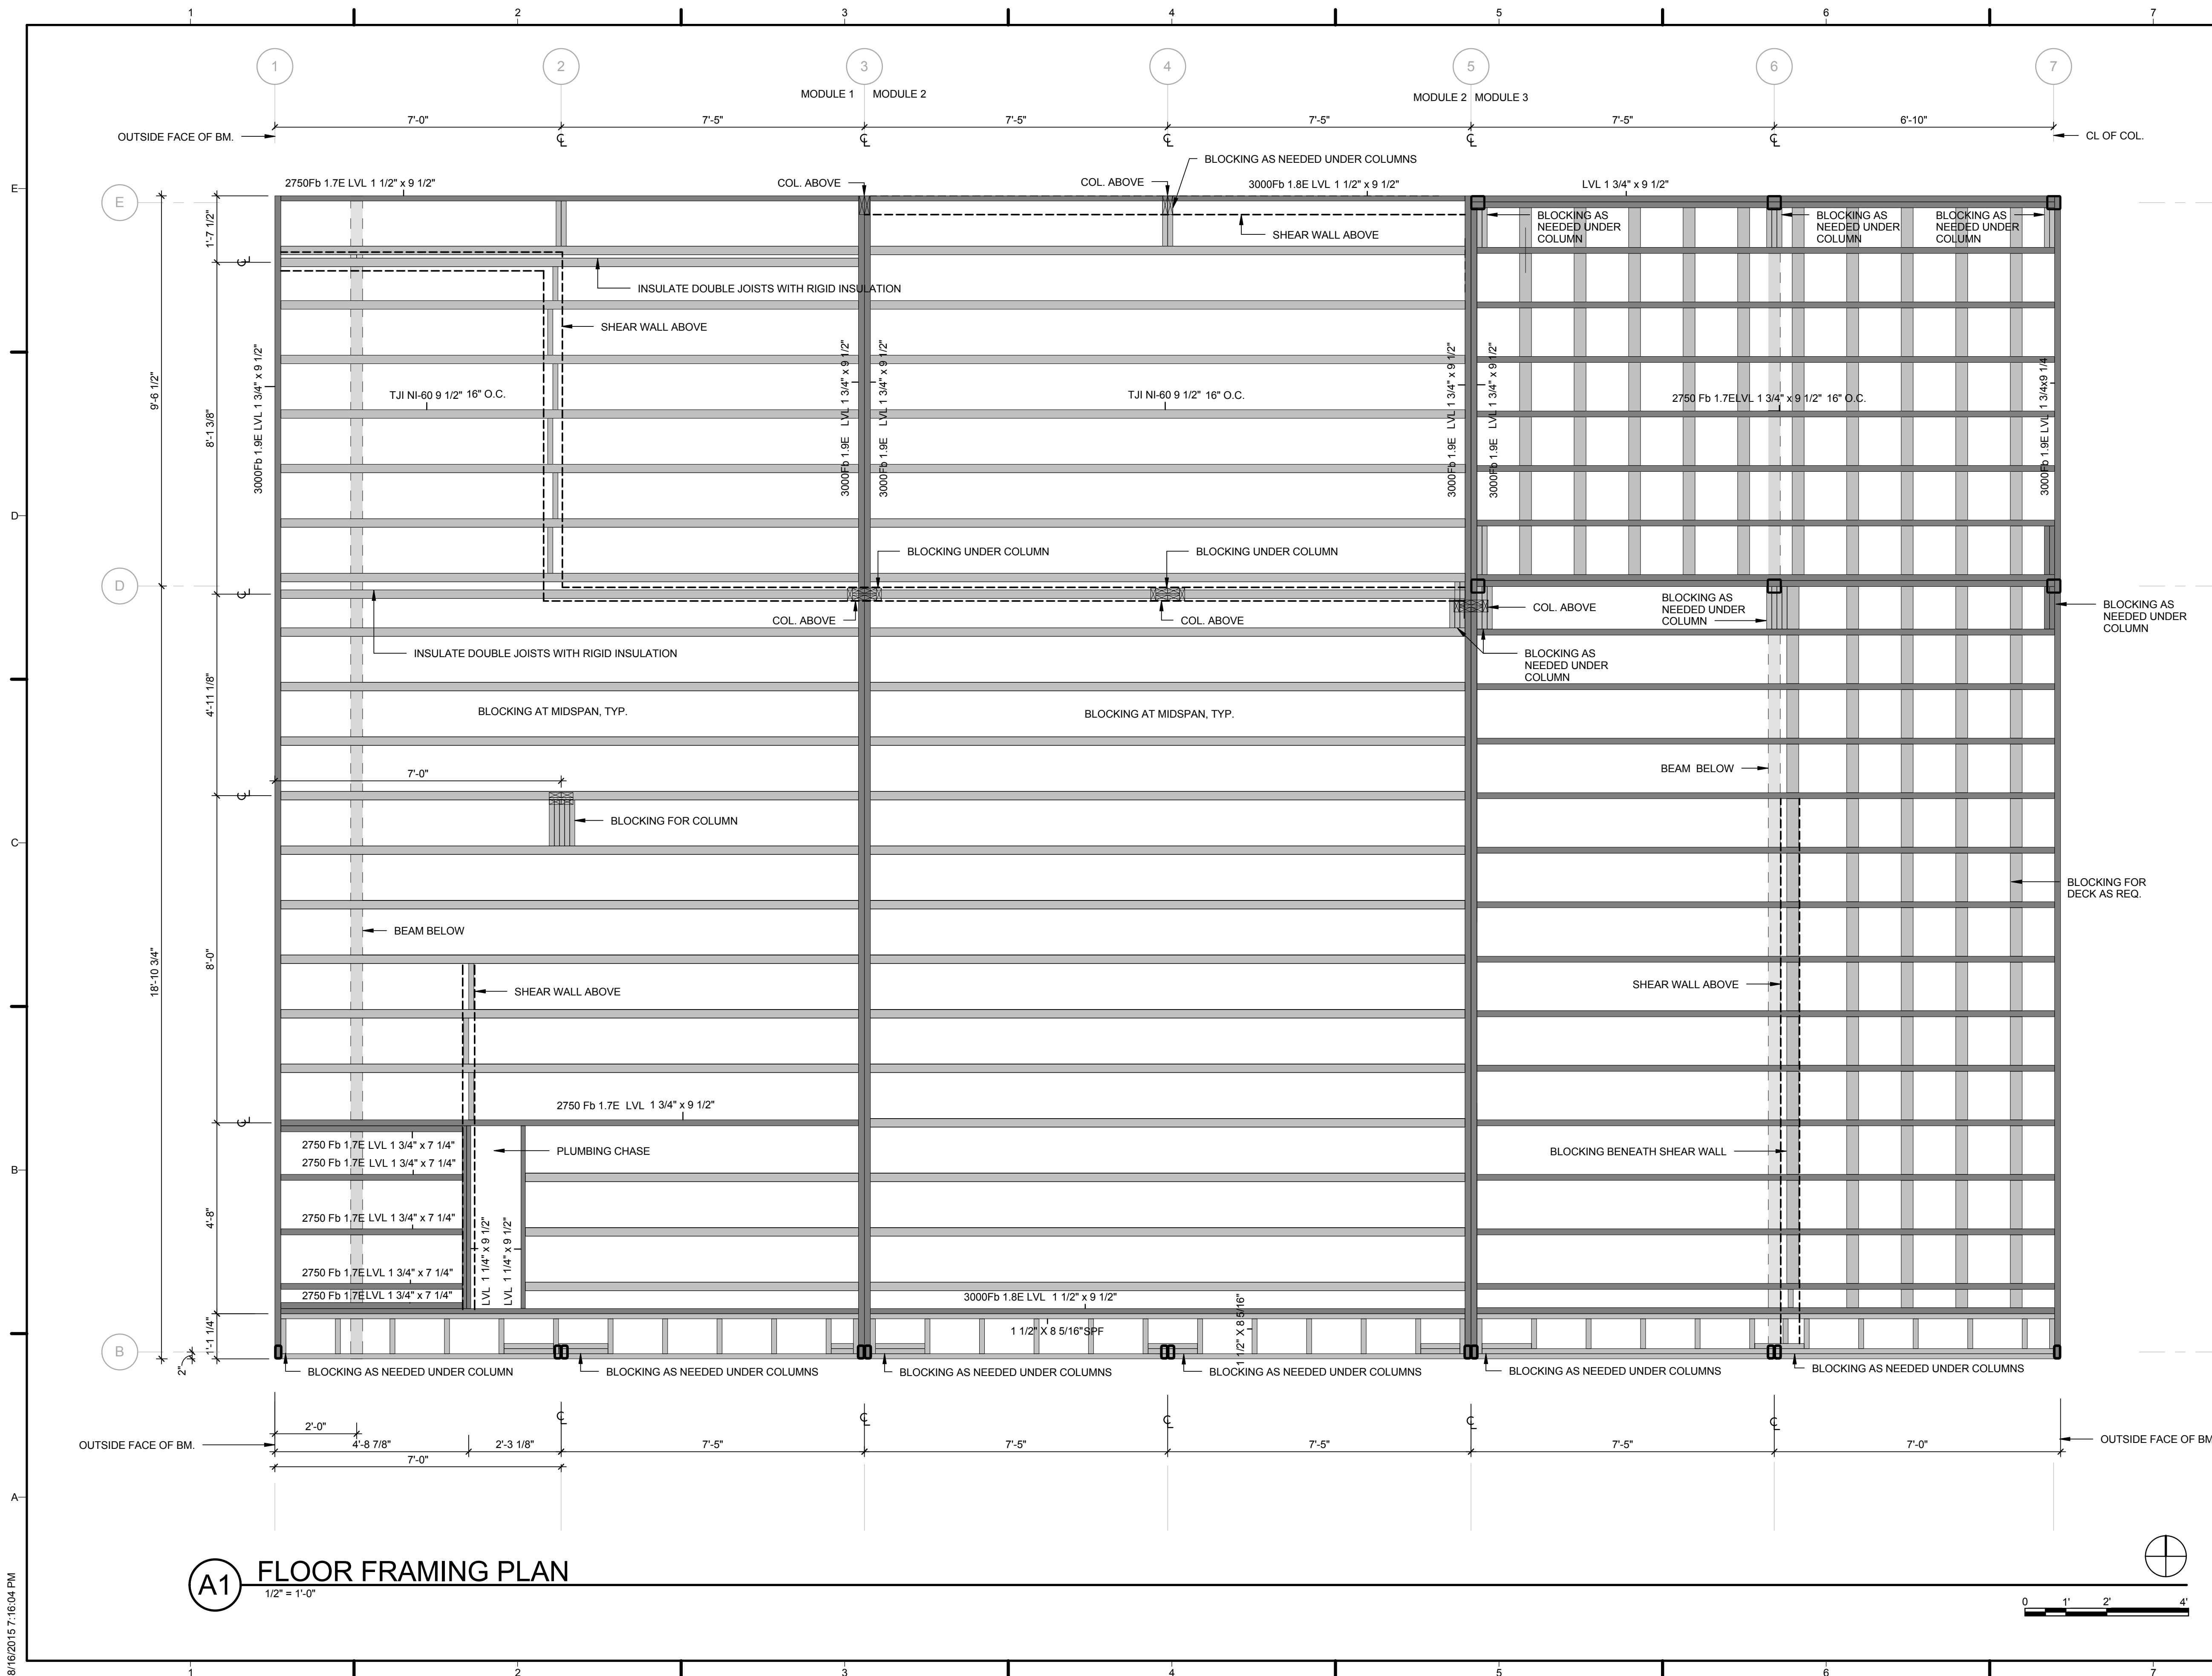 1 2 3 4 5 6 7
1 2 3 4 5 6 7
MODULE 1 MODULE 2
MODULE 2 MODULE 3
7'-0" 7'-5" 7'-5" 7'-5" 7'-5" 6'-10"
OUTSIDE FACE OF BM.
CL OF COL.
BLOCKING AS NEEDED UNDER COLUMNS
E
E
2750Fb 1.7E LVL 1 1/2" x 9 1/2"
COL. ABOVE
COL. ABOVE
3000Fb 1.8E LVL 1 1/2" x 9 1/2"
LVL 1 3/4" x 9 1/2"
BLOCKING AS
NEEDED UNDER
COLUMN
BLOCKING AS
NEEDED UNDER
COLUMN
BLOCKING AS
NEEDED UNDER
COLUMN
SHEAR WALL ABOVE
1'-7 1/2"
INSULATE DOUBLE JOISTS WITH RIGID INSULATION
SHEAR WALL ABOVE
9'-6 1/2"
8'-1 3/8"
3000Fb 1.9E LVL 1 3/4" x 9 1/2"
3000Fb 1.9E LVL 1 3/4" x 9 1/2"
3000Fb 1.9E LVL 1 3/4" x 9 1/2"
3000Fb 1.9E LVL 1 3/4" x 9 1/2"
3000Fb 1.9E LVL 1 3/4" x 9 1/2"
3000Fb 1.9E LVL 1 3/4x9 1/4
TJI NI-60 9 1/2" 16" O.C.
TJI NI-60 9 1/2" 16" O.C.
2750 Fb 1.7ELVL 1 3/4" x 9 1/2" 16" O.C.
D
BLOCKING UNDER COLUMN
BLOCKING UNDER COLUMN
D
COL. ABOVE
COL. ABOVE
COL. ABOVE
BLOCKING AS
NEEDED UNDER
COLUMN
BLOCKING AS
NEEDED UNDER
COLUMN
INSULATE DOUBLE JOISTS WITH RIGID INSULATION
BLOCKING AS
NEEDED UNDER
COLUMN
4'-11 1/8"
BLOCKING AT MIDSPAN, TYP.
BLOCKING AT MIDSPAN, TYP.
7'-0"
BEAM BELOW
BLOCKING FOR COLUMN
C
BLOCKING FOR
DECK AS REQ.
BEAM BELOW
18'-10 3/4"
8'-0"
SHEAR WALL ABOVE
SHEAR WALL ABOVE
2750 Fb 1.7E LVL 1 3/4" x 9 1/2"
2750 Fb 1.7E LVL 1 3/4" x 7 1/4"
PLUMBING CHASE
BLOCKING BENEATH SHEAR WALL
2750 Fb 1.7E LVL 1 3/4" x 7 1/4"
B
4'-8"
2750 Fb 1.7E LVL 1 3/4" x 7 1/4"
LVL 1 1/4" x 9 1/2"
LVL 1 1/4" x 9 1/2"
2750 Fb 1.7E LVL 1 3/4" x 7 1/4"
2750 Fb 1.7E LVL 1 3/4" x 7 1/4"
3000Fb 1.8E LVL 1 1/2" x 9 1/2"
1 1/2" X 8 5/16"SPF
1 1/2" X 8 5/16"
1'-11 1/4"
B
2"
BLOCKING AS NEEDED UNDER COLUMN
BLOCKING AS NEEDED UNDER COLUMNS
BLOCKING AS NEEDED UNDER COLUMNS
BLOCKING AS NEEDED UNDER COLUMNS
BLOCKING AS NEEDED UNDER COLUMNS
BLOCKING AS NEEDED UNDER COLUMNS
2'-0"
OUTSIDE FACE OF BM.
4'-8 7/8" 2'-3 1/8" 7'-5" 7'-5" 7'-5" 7'-5" 7'-0"
OUTSIDE FACE OF BM
7'-0"
A
A1 FLOOR FRAMING PLAN
1/2" = 1'-0"
0 1' 2' 4'
8/16/2015 7:16:04 PM
1 2 3 4 5 6 7